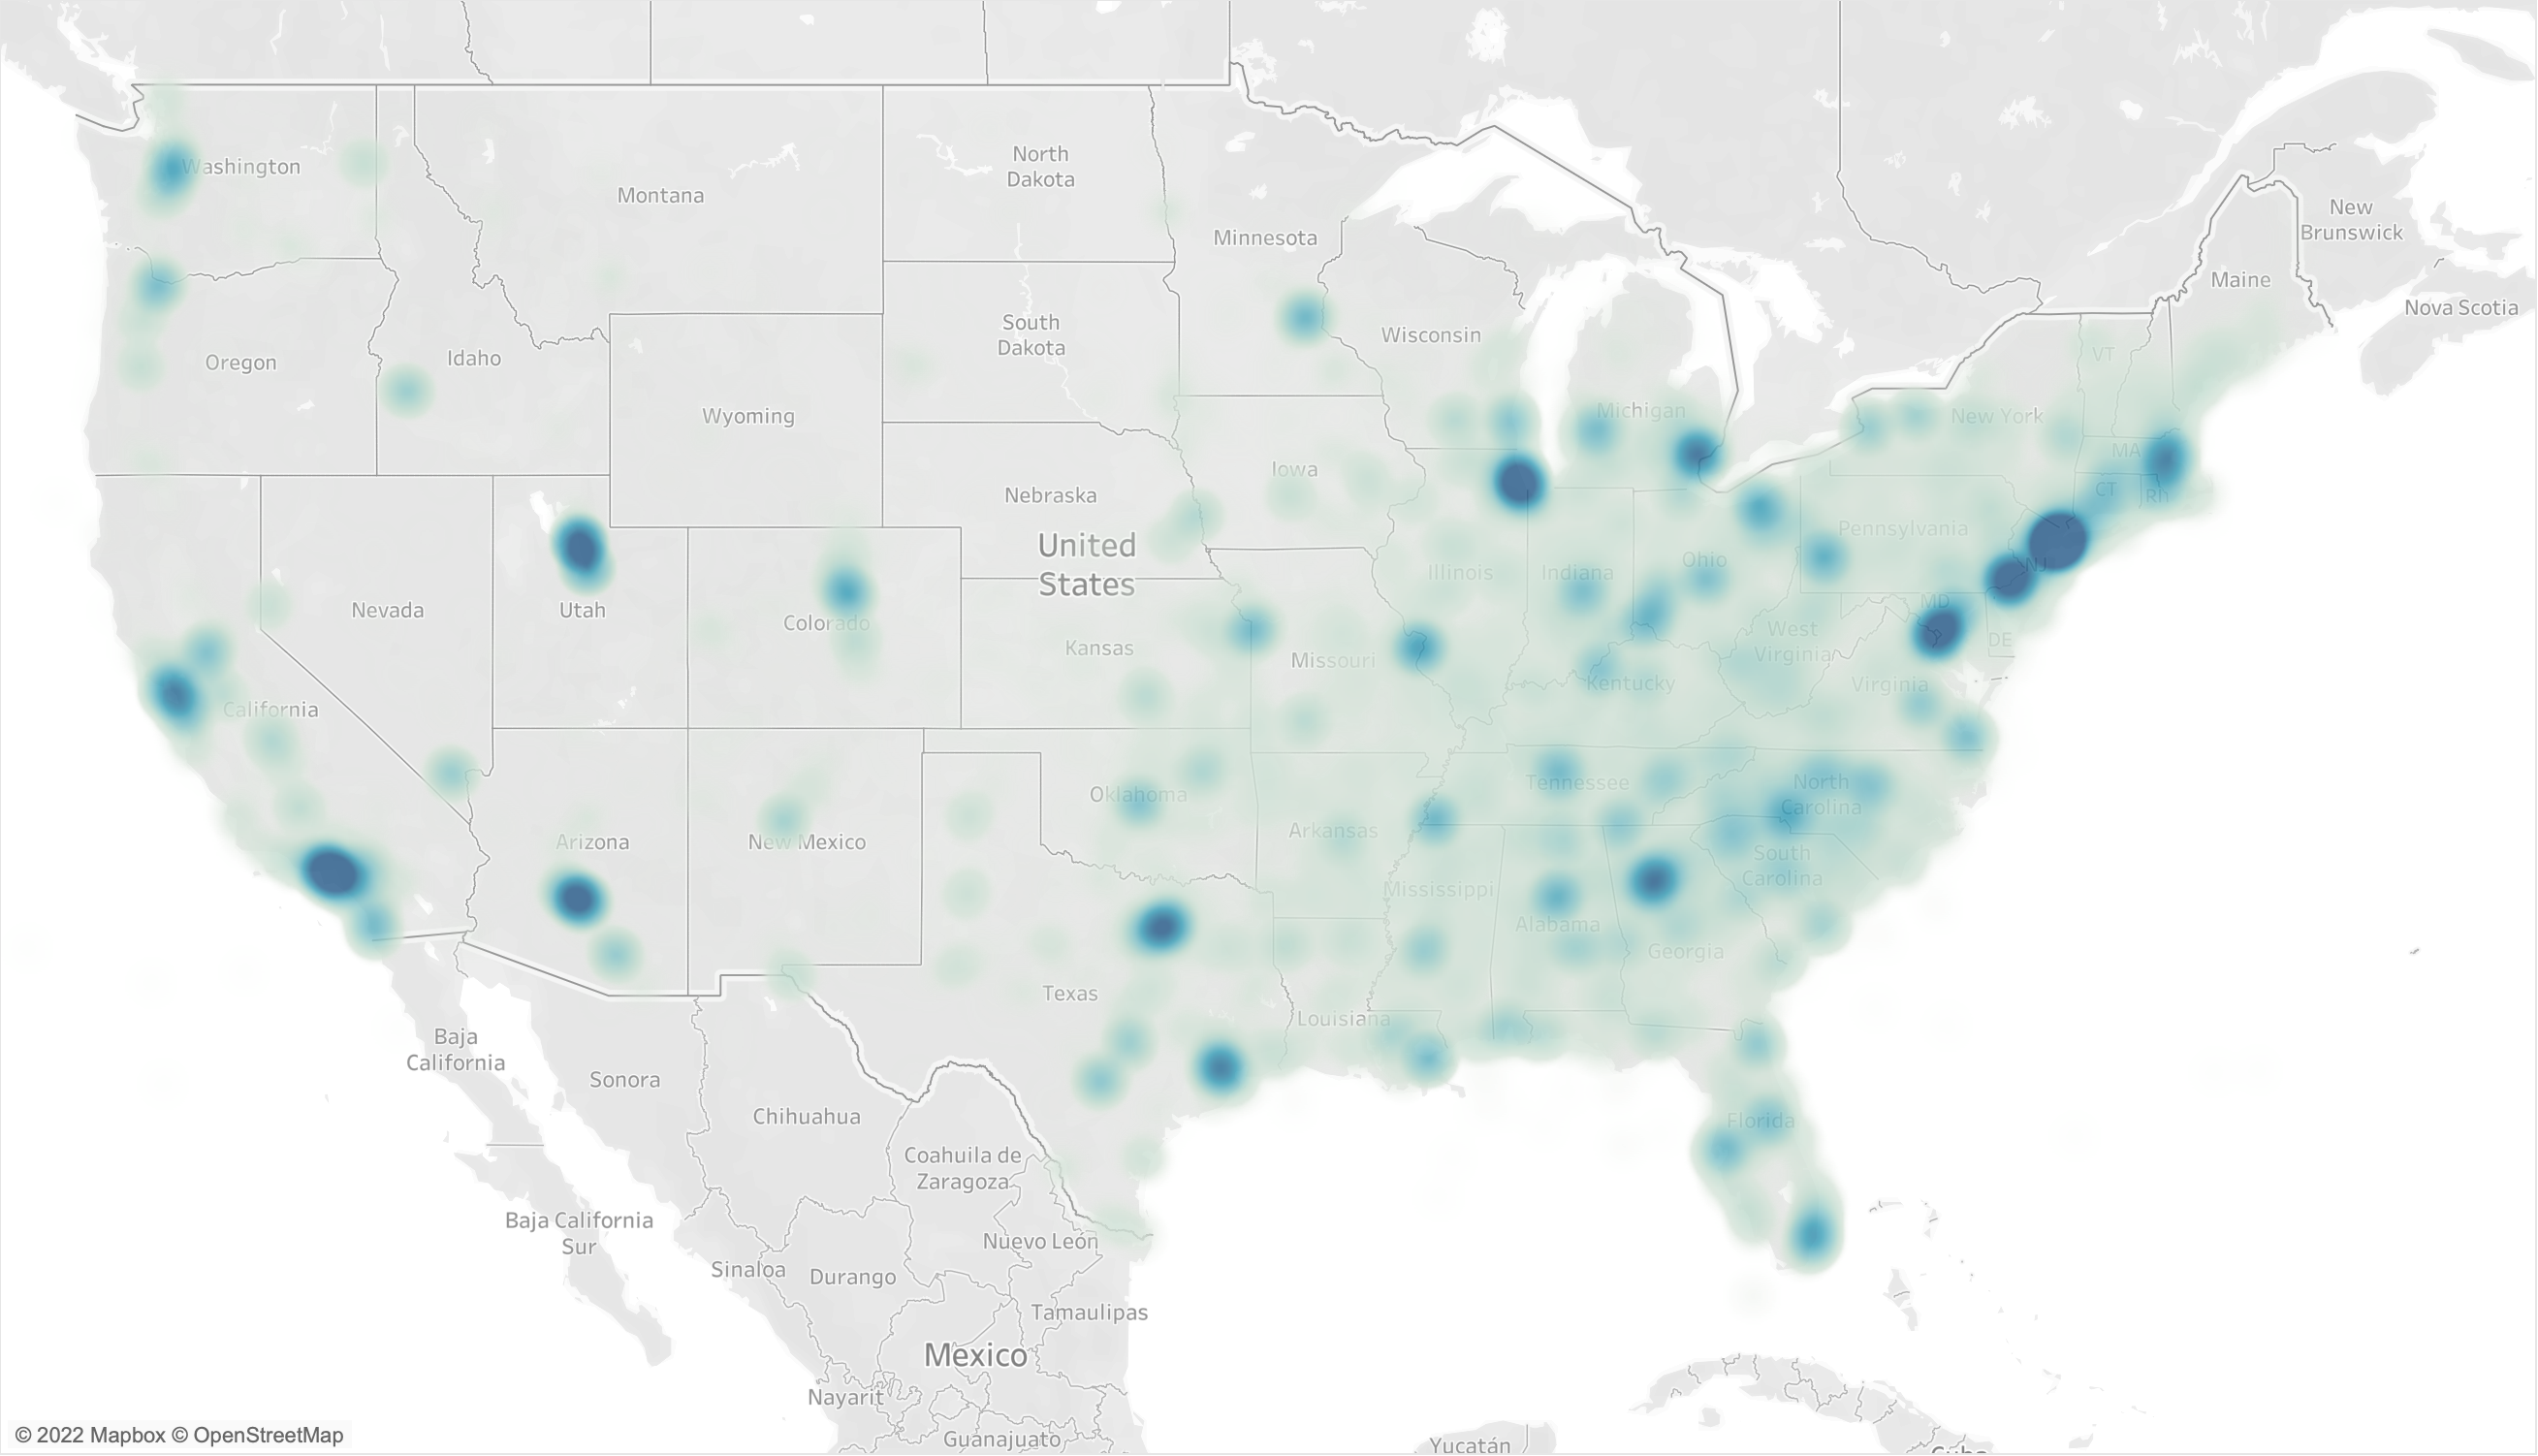 Washington
Montana
North
Dakota
Minnesota
New
Brunswick
Maine
Nova Scotia
Oregon
Idaho
South
Dakota
Wisconsin
VT
Wyoming
Michigan
New York
MA
Iowa
Nebraska
CT
RI
United
States
Pennsylvania
Nevada
Utah
Colorado
Illinois
Indiana
Ohio
NJ
MD
DE
Kansas
Missouri
West
Virginia
Kentucky
Virginia
California
Oklahoma
Tennessee
North
Carolina
Arizona
New Mexico
Arkansas
South
Carolina
Mississippi
Alabama
Georgia
Texas
Louisiana
Baja
California
Sonora
Chihuahua
Florida
Coahuila de
Zaragoza
Baja California
Sur
Nuevo León
Sinaloa
Durango
Tamaulipas
Mexico
Nayarit
Guanajuato
Yucatán
Cuba
© 2022 Mapbox © OpenStreetMap